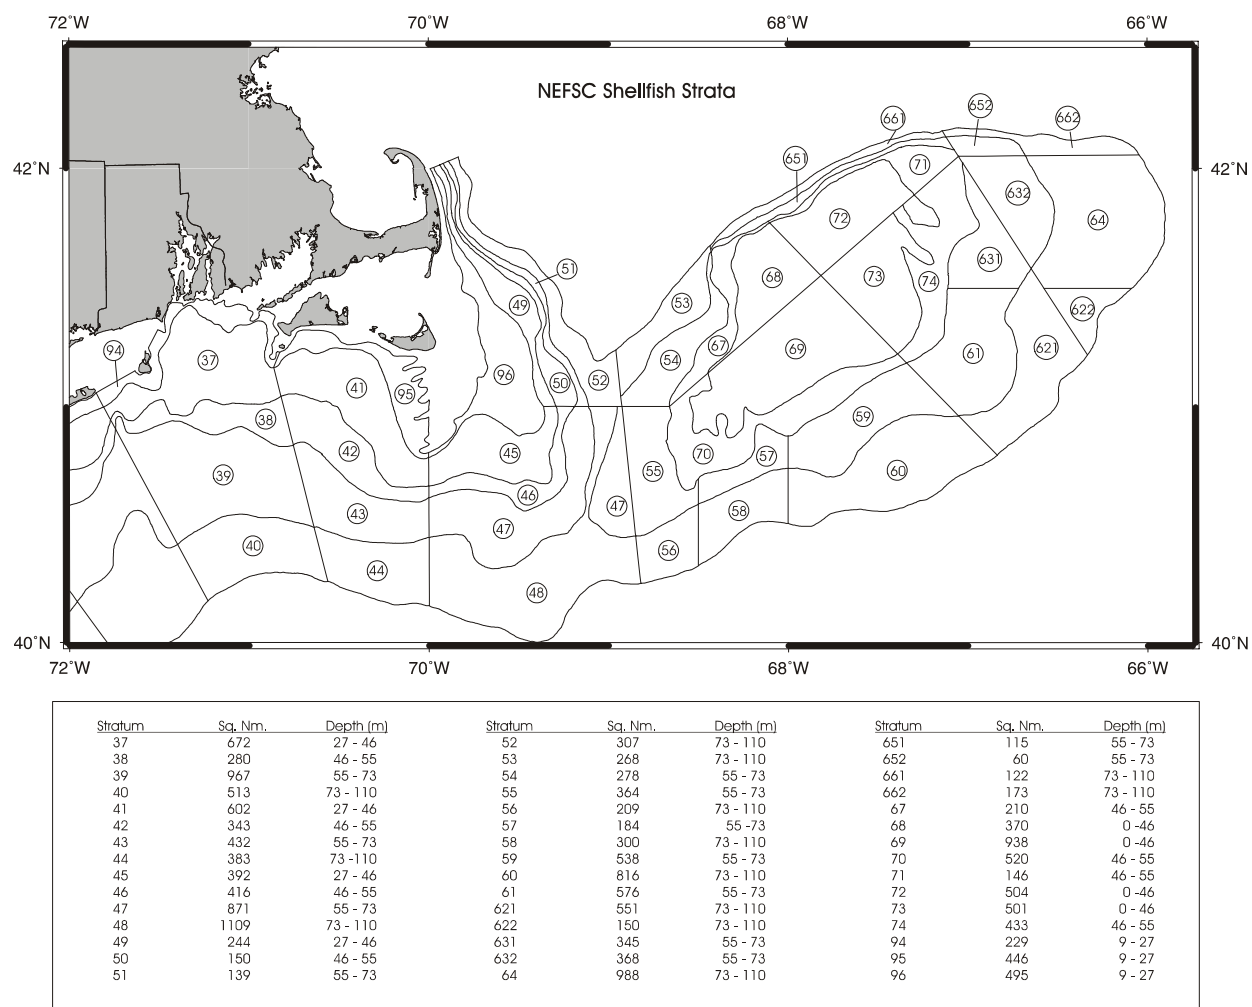 72°W 70°W 68°W 66°W
NEFSC Shellfish Strata
652
661 662
651
42°N 71 42°N
632
72 64
631
51 68 73 74
53 622
49
94 37 67 69 61 621
54
96
41 95 50 52
38 59
42 45 70 57
39 55 60
46
43 47 58
47
40 56
44
48
40°N 40°N
72°W 70°W 68°W 66°W
Stratum Sq. Nm. Depth (m) Stratum Sq. Nm. Depth (m) Stratum Sq. Nm. Depth (m)
37 672 27 - 46 52 307 73 - 110 651 115 55 - 73
38 280 46 - 55 53 268 73 - 110 652 60 55 - 73
39 967 55 - 73 54 278 55 - 73 661 122 73 - 110
40 513 73 - 110 55 364 55 - 73 662 173 73 - 110
41 602 27 - 46 56 209 73 - 110 67 210 46 - 55
42 343 46 - 55 57 184 55 -73 68 370 0 -46
43 432 55 - 73 58 300 73 - 110 69 938 0 -46
44 383 73 -110 59 538 55 - 73 70 520 46 - 55
45 392 27 - 46 60 816 73 - 110 71 146 46 - 55
46 416 46 - 55 61 576 55 - 73 72 504 0 -46
47 871 55 - 73 621 551 73 - 110 73 501 0 - 46
48 1109 73 - 110 622 150 73 - 110 74 433 46 - 55
49 244 27 - 46 631 345 55 - 73 94 229 9 - 27
50 150 46 - 55 632 368 55 - 73 95 446 9 - 27
51 139 55 - 73 64 988 73 - 110 96 495 9 - 27